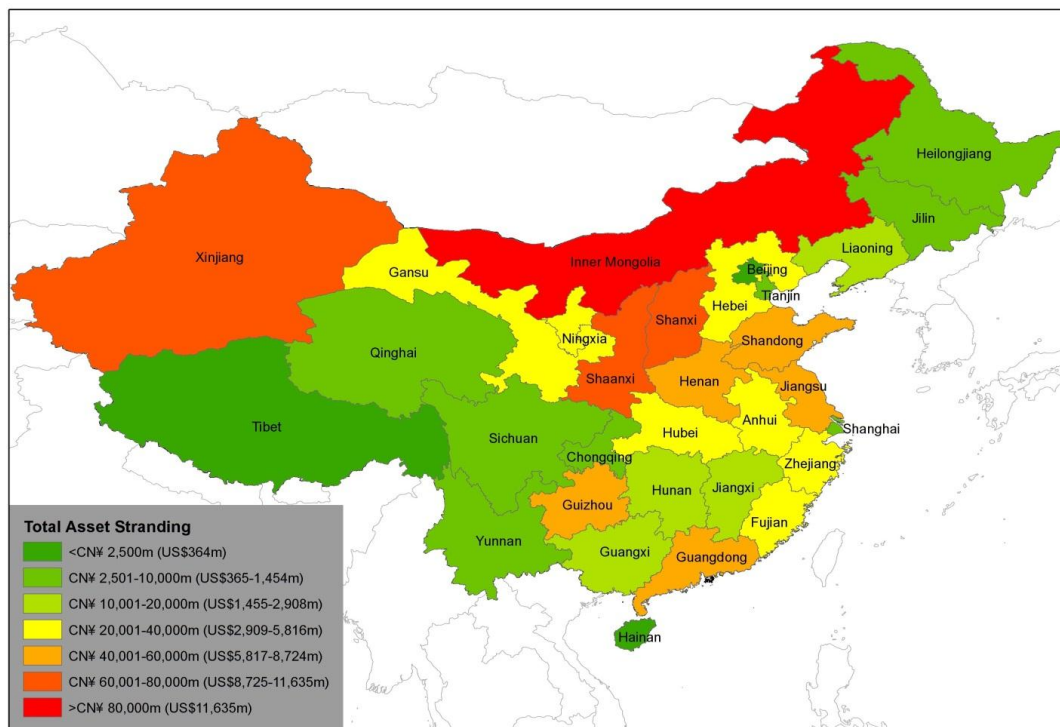 Heilongjiang
Jilin
Xinjiang
Liaoning
Gansu
Inner Mongolia
Beijing
Tianjin
Hebei
Shanxi
Ningxia
Shandong
Qinghai
Shaanxi
Henan
Jiangsu
Tibet
Anhui
Shanghai
Hubei
Sichuan
Chongqing
Zhejiang
Hunan
Jiangxi
Guizhou
Fujian
Yunnan
Guangxi
Guangdong
Hainan
Total Asset Stranding
<CN¥ 2,500m (US$364m)
CN¥ 2,501-10,000m (US$365-1,454m)
CN¥ 10,001-20,000m (US$1,455-2,908m)
CN¥ 20,001-40,000m (US$2,909-5,816m)
CN¥ 40,001-60,000m (US$5,817-8,724m)
CN¥ 60,001-80,000m (US$8,725-11,635m)
>CN¥ 80,000m (US$11,635m)